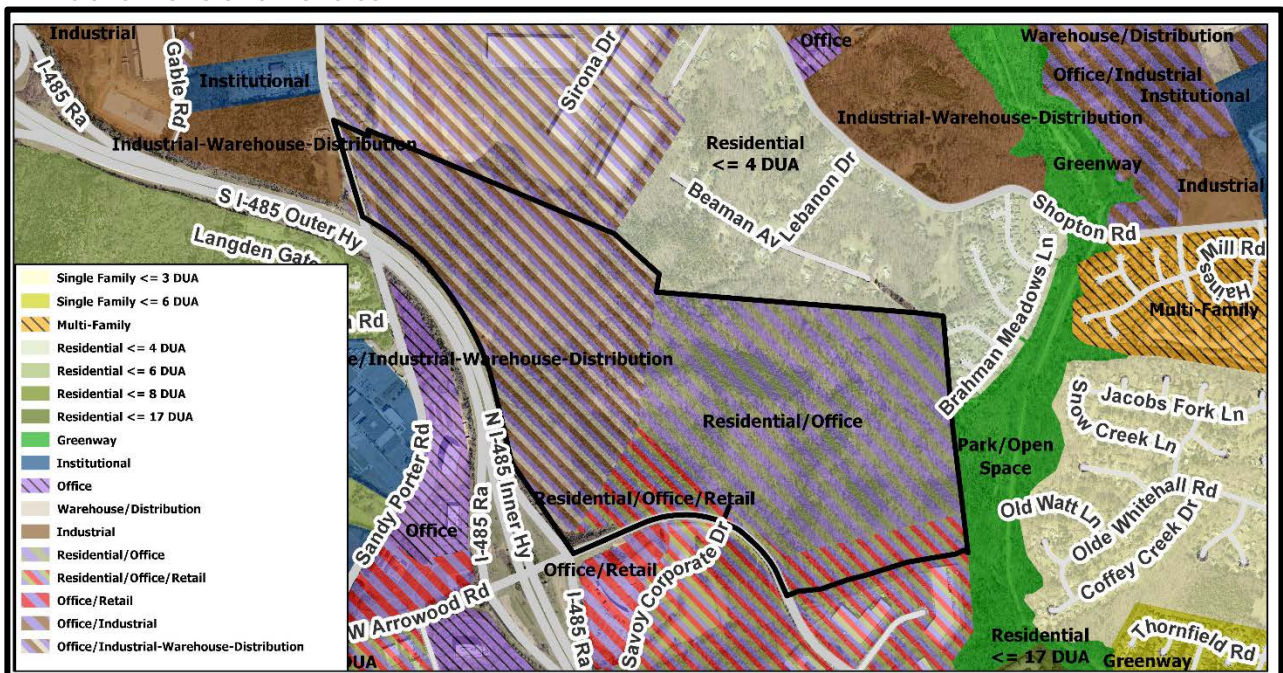 Industrial
Gable Rd
I-485 Ra
Institutional
Industrial-Warehouse-Distribution
Sirona Dr
Office
Residential
<= 4 DUA
Beaman Av
Lebanon Dr
Warehouse/Distribution
Office/Industrial
Institutional
Industrial-Warehouse-Distribution
Greenway
Industrial
Shopton Rd
Haines Mill Rd
Multi-Family
S I-485 Outer Hy
Langden Gate
n Rd
Single Family <= 3 DUA
Single Family <= 6 DUA
Multi-Family
Residential <= 4 DUA
Residential <= 6 DUA
Residential <= 8 DUA
Residential <= 17 DUA
Greenway
Institutional
Office
Warehouse/Distribution
Industrial
Residential/Office
Residential/Office/Retail
Office/Retail
Office/Industrial
Office/Industrial-Warehouse-Distribution
e/Industrial-Warehouse-Distribution
Brahman Meadows Ln
Residential/Office
Park/Open
Space
Snow Creek Ln
Jacobs Fork Ln
Old Watt Ln
Olde Whitehall Rd
Coffey Creek Dr
Sandy Porter Rd
Office
I-485 Ra
N I-485 Inner Hy
Residential/Office/Retail
Office/Retail
W Arrowood Rd
I-485 Ra
Savoy Corporate Dr
DUA
Residential
<= 17 DUA
Greenway
Thornfield Rd